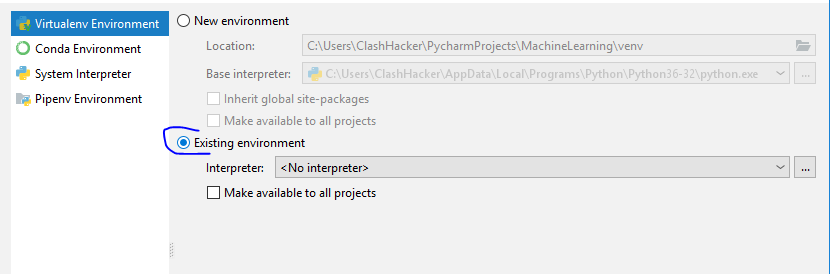 Virtualenv Environment
Conda Environment
System Interpreter
Pipenv Environment
New environment
Location: C:\Users\ClashHacker\PycharmProjects\MachineLearning\venv
Base interpreter: C:\Users\ClashHacker\AppData\Local\Programs\Python\Python36-32\python.exe ...
Inherit global site-packages
Make available to all projects
Existing environment
Interpreter: <No interpreter> ...
Make available to all projects